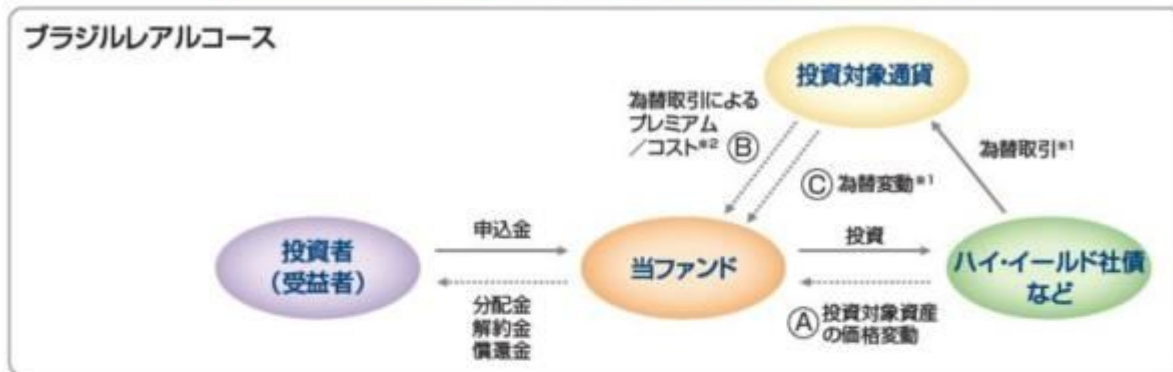 ブラジルレアルコース
投資対象通貨
為替取引による
プレミアム
／コスト※2 Ⓑ
為替取引※1
Ⓒ 為替変動※1
投資者
（受益者）
申込金
分配金
解約金
償還金
当ファンド
投資
Ⓐ 投資対象資産
の価格変動
ハイ・イールド社債
など